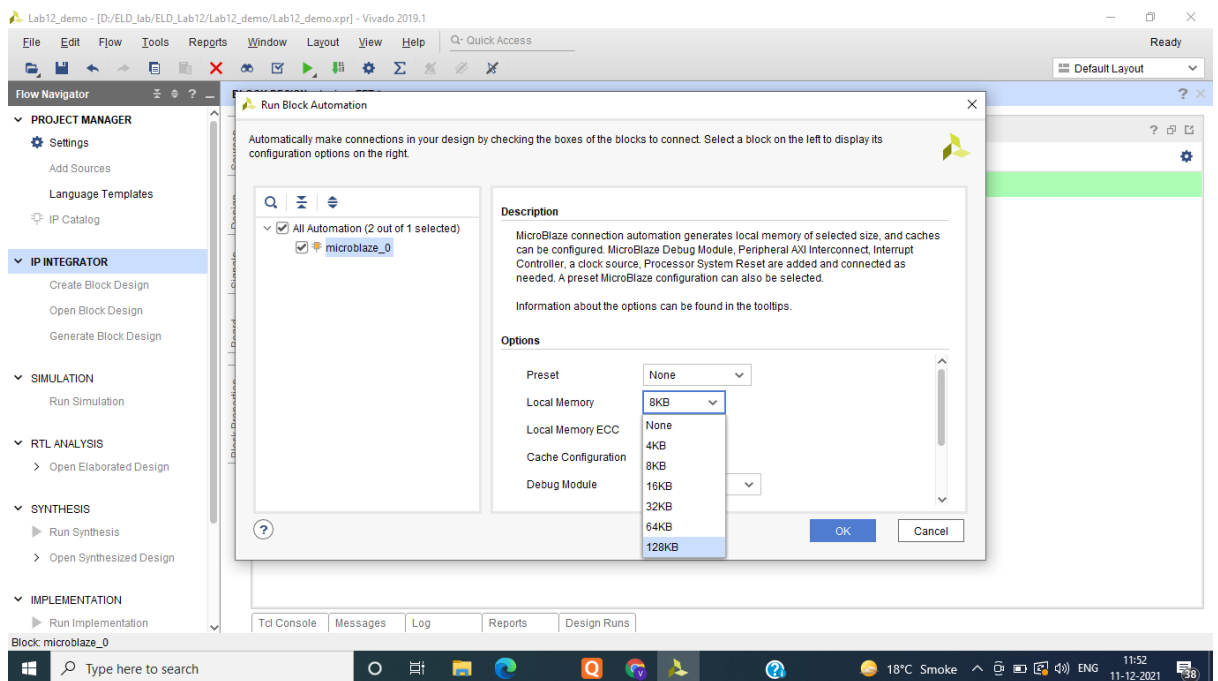 Lab12_demo - [D:/ELD_lab/ELD_Lab12/Lab12_demo/Lab12_demo.xpr] - Vivado 2019.1
File Edit Flow Tools Reports Window Layout View Help Q- Quick Access Ready
Default Layout
Flow Navigator
PROJECT MANAGER
Settings
Add Sources
Language Templates
IP Catalog
IP INTEGRATOR
Create Block Design
Open Block Design
Generate Block Design
SIMULATION
Run Simulation
RTL ANALYSIS
Open Elaborated Design
SYNTHESIS
Run Synthesis
Open Synthesized Design
IMPLEMENTATION
Run Implementation
Run Block Automation
Automatically make connections in your design by checking the boxes of the blocks to connect. Select a block on the left to display its
configuration options on the right.
All Automation (2 out of 1 selected)
microblaze_0
Description
MicroBlaze connection automation generates local memory of selected size, and caches
can be configured. MicroBlaze Debug Module, Peripheral AXI Interconnect, Interrupt
Controller, a clock source, Processor System Reset are added and connected as
needed. A preset MicroBlaze configuration can also be selected.
Information about the options can be found in the tooltips.
Options
Preset None
Local Memory 8KB
Local Memory ECC
Cache Configuration
Debug Module
None
4KB
8KB
16KB
32KB
64KB
128KB
OK Cancel
Tcl Console Messages Log Reports Design Runs
Block: microblaze_0
Type here to search
18°C Smoke
ENG
11:52
11-12-2021
38